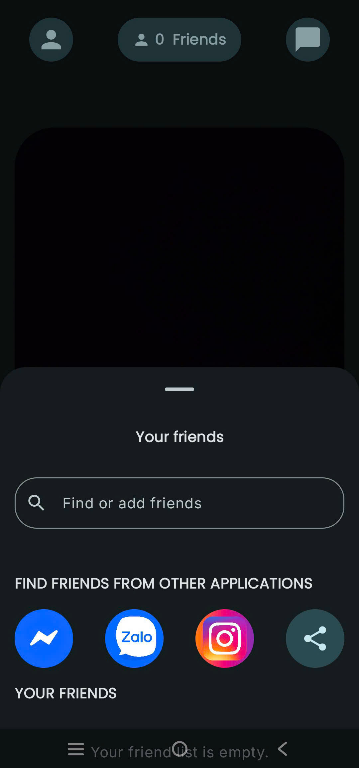 0 Friends
Your friends
Find or add friends
FIND FRIENDS FROM OTHER APPLICATIONS
Zalo
YOUR FRIENDS
Your friend list is empty.